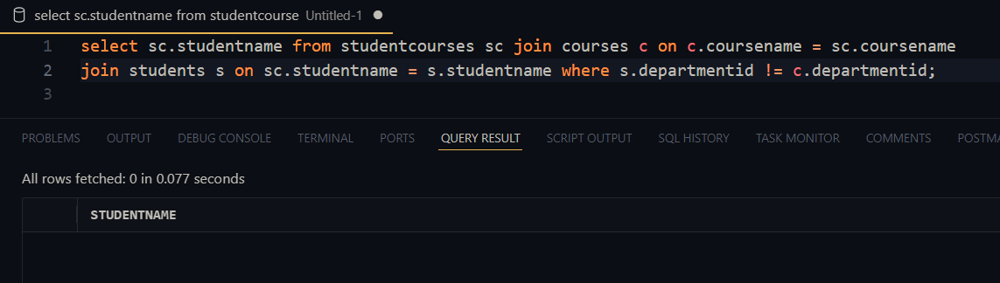 select sc.studentname from studentcourse Untitled-1
1 select sc.studentname from studentcourses sc join courses c on c.coursename = sc.coursename
2 join students s on sc.studentname = s.studentname where s.departmentid != c.departmentid;
3
PROBLEMS OUTPUT DEBUG CONSOLE TERMINAL PORTS QUERY RESULT SCRIPT OUTPUT SQL HISTORY TASK MONITOR COMMENTS POSTMA
All rows fetched: 0 in 0.077 seconds
STUDENTNAME